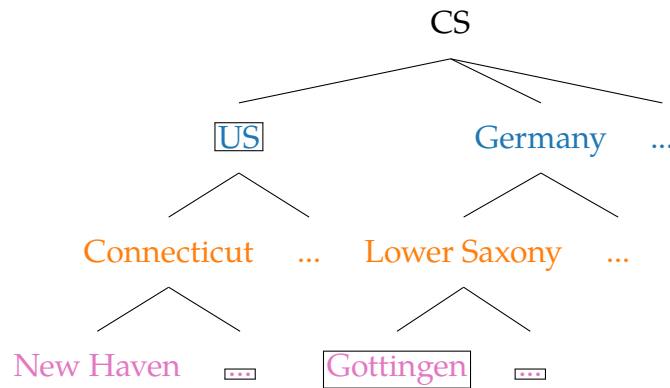 CS
US Germany ...
Connecticut ... Lower Saxony ...
New Haven ... Gottingen ...